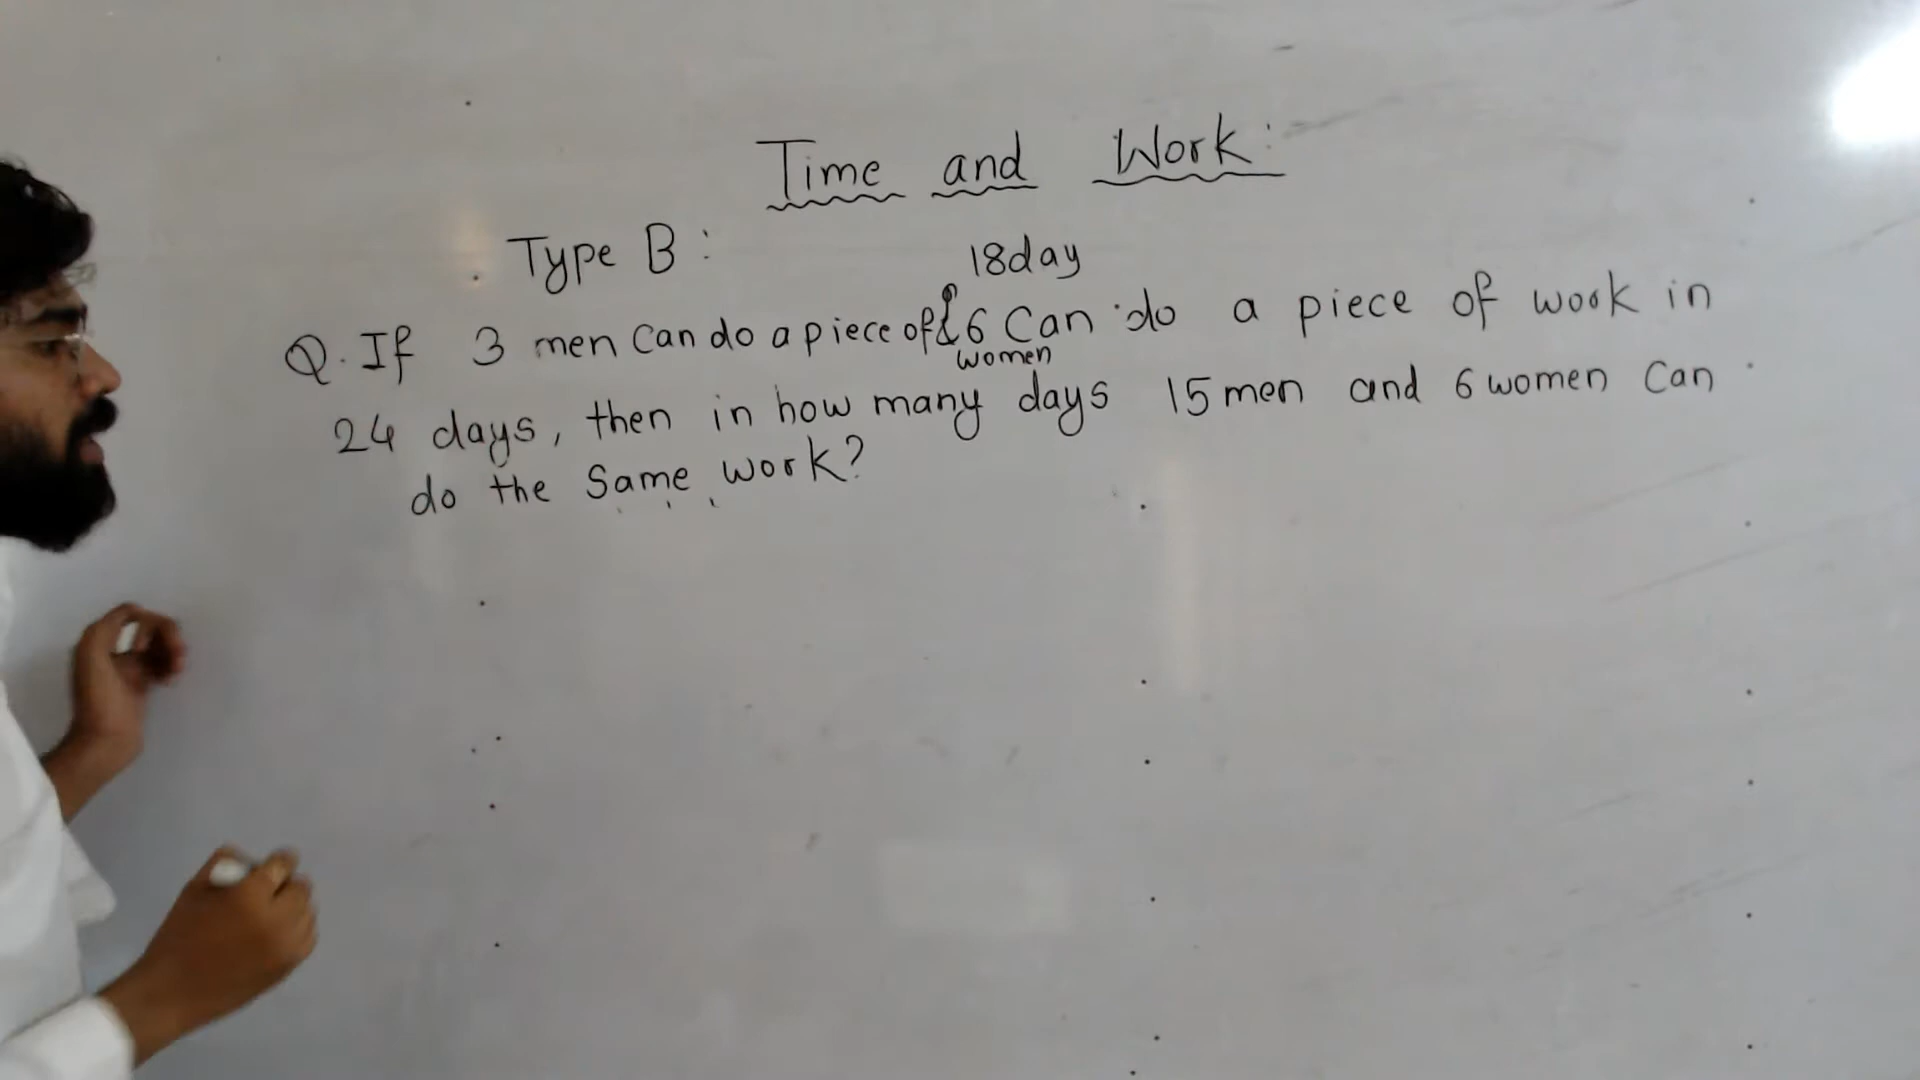 Time and Work:
Type B:
18day
Q. If 3 men can do a piece of & 6 Can do a piece of work in
women
24 days, then in how many days 15 men and 6 women Can
do the Same work?